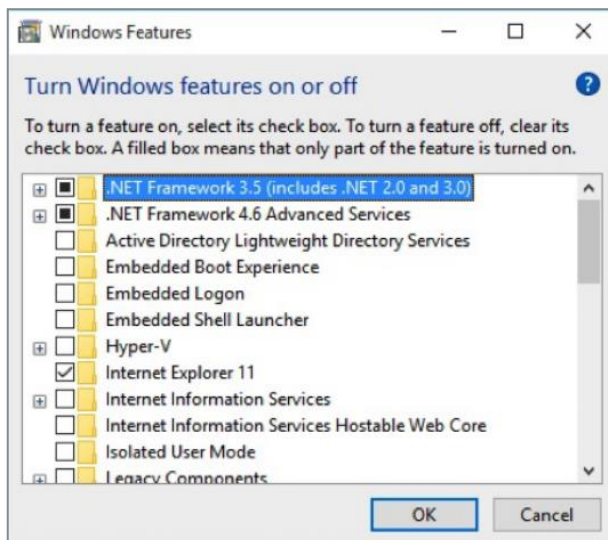 Windows Features
Turn Windows features on or off
To turn a feature on, select its check box. To turn a feature off, clear its
check box. A filled box means that only part of the feature is turned on.
.NET Framework 3.5 (includes .NET 2.0 and 3.0)
.NET Framework 4.6 Advanced Services
Active Directory Lightweight Directory Services
Embedded Boot Experience
Embedded Logon
Embedded Shell Launcher
Hyper-V
Internet Explorer 11
Internet Information Services
Internet Information Services Hostable Web Core
Isolated User Mode
Legacy Components
OK Cancel